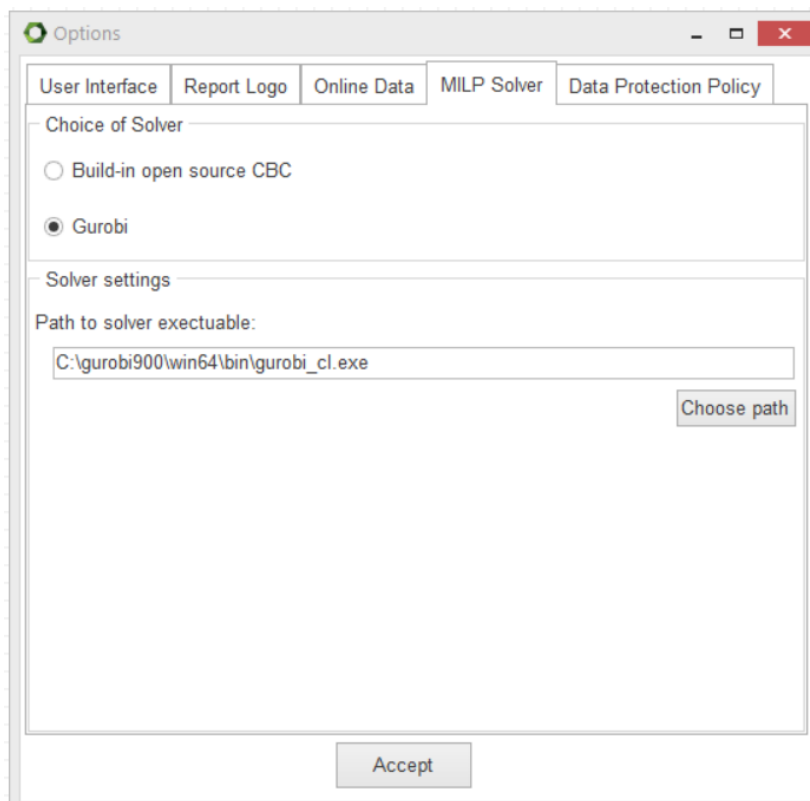 Options
User Interface Report Logo Online Data MILP Solver Data Protection Policy
Choice of Solver
Build-in open source CBC
Gurobi
Solver settings
Path to solver exectuable:
C:\gurobi900\win64\bin\gurobi_cl.exe
Choose path
Accept